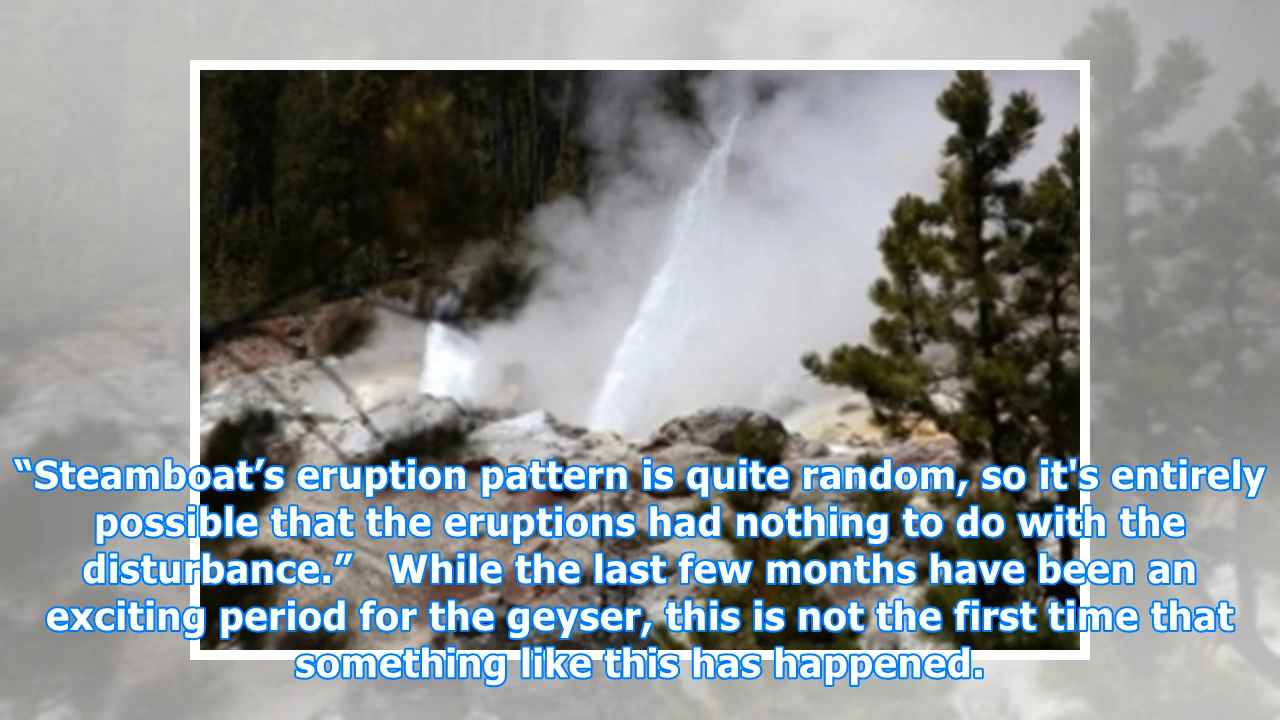 “Steamboat’s eruption pattern is quite random, so it's entirely
possible that the eruptions had nothing to do with the
disturbance.”   While the last few months have been an
exciting period for the geyser, this is not the first time that
something like this has happened.